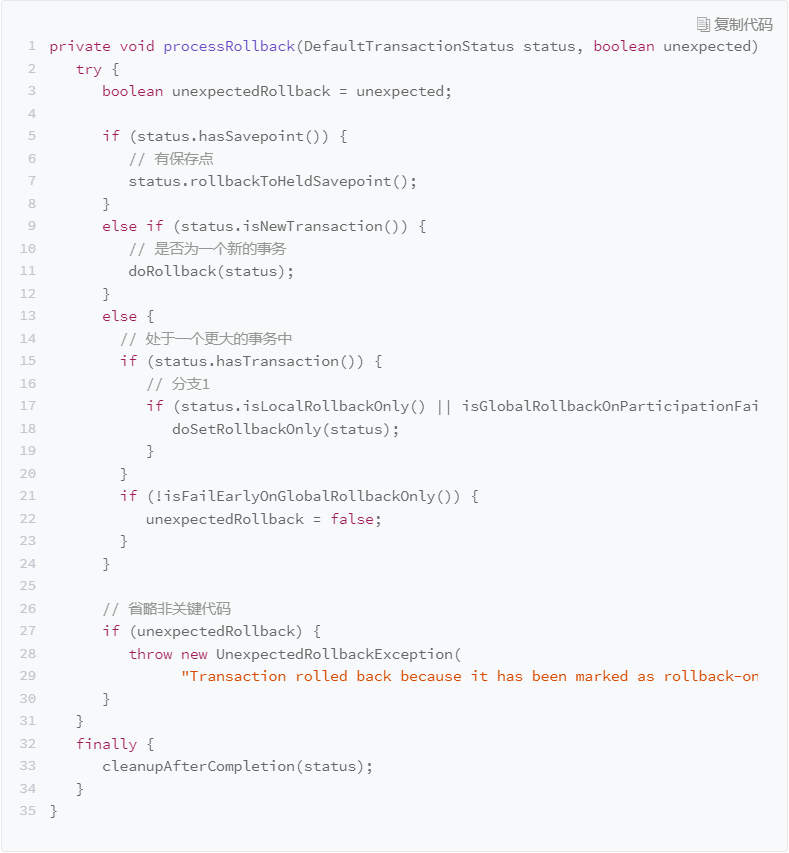 复制代码
1 private void processRollback(DefaultTransactionStatus status, boolean unexpected)
2    try {
3       boolean unexpectedRollback = unexpected;
4
5       if (status.hasSavepoint()) {
6          // 有保存点
7          status.rollbackToHeldSavepoint();
8       }
9       else if (status.isNewTransaction()) {
10          // 是否为一个新的事务
11          doRollback(status);
12       }
13       else {
14         // 处于一个更大的事务中
15         if (status.hasTransaction()) {
16            // 分支1
17            if (status.isLocalRollbackOnly() || isGlobalRollbackOnParticipationFai
18               doSetRollbackOnly(status);
19            }
20         }
21         if (!isFailEarlyOnGlobalRollbackOnly()) {
22            unexpectedRollback = false;
23         }
24       }
25
26       // 省略非关键代码
27       if (unexpectedRollback) {
28          throw new UnexpectedRollbackException(
29                "Transaction rolled back because it has been marked as rollback-on
30       }
31    }
32    finally {
33       cleanupAfterCompletion(status);
34    }
35 }